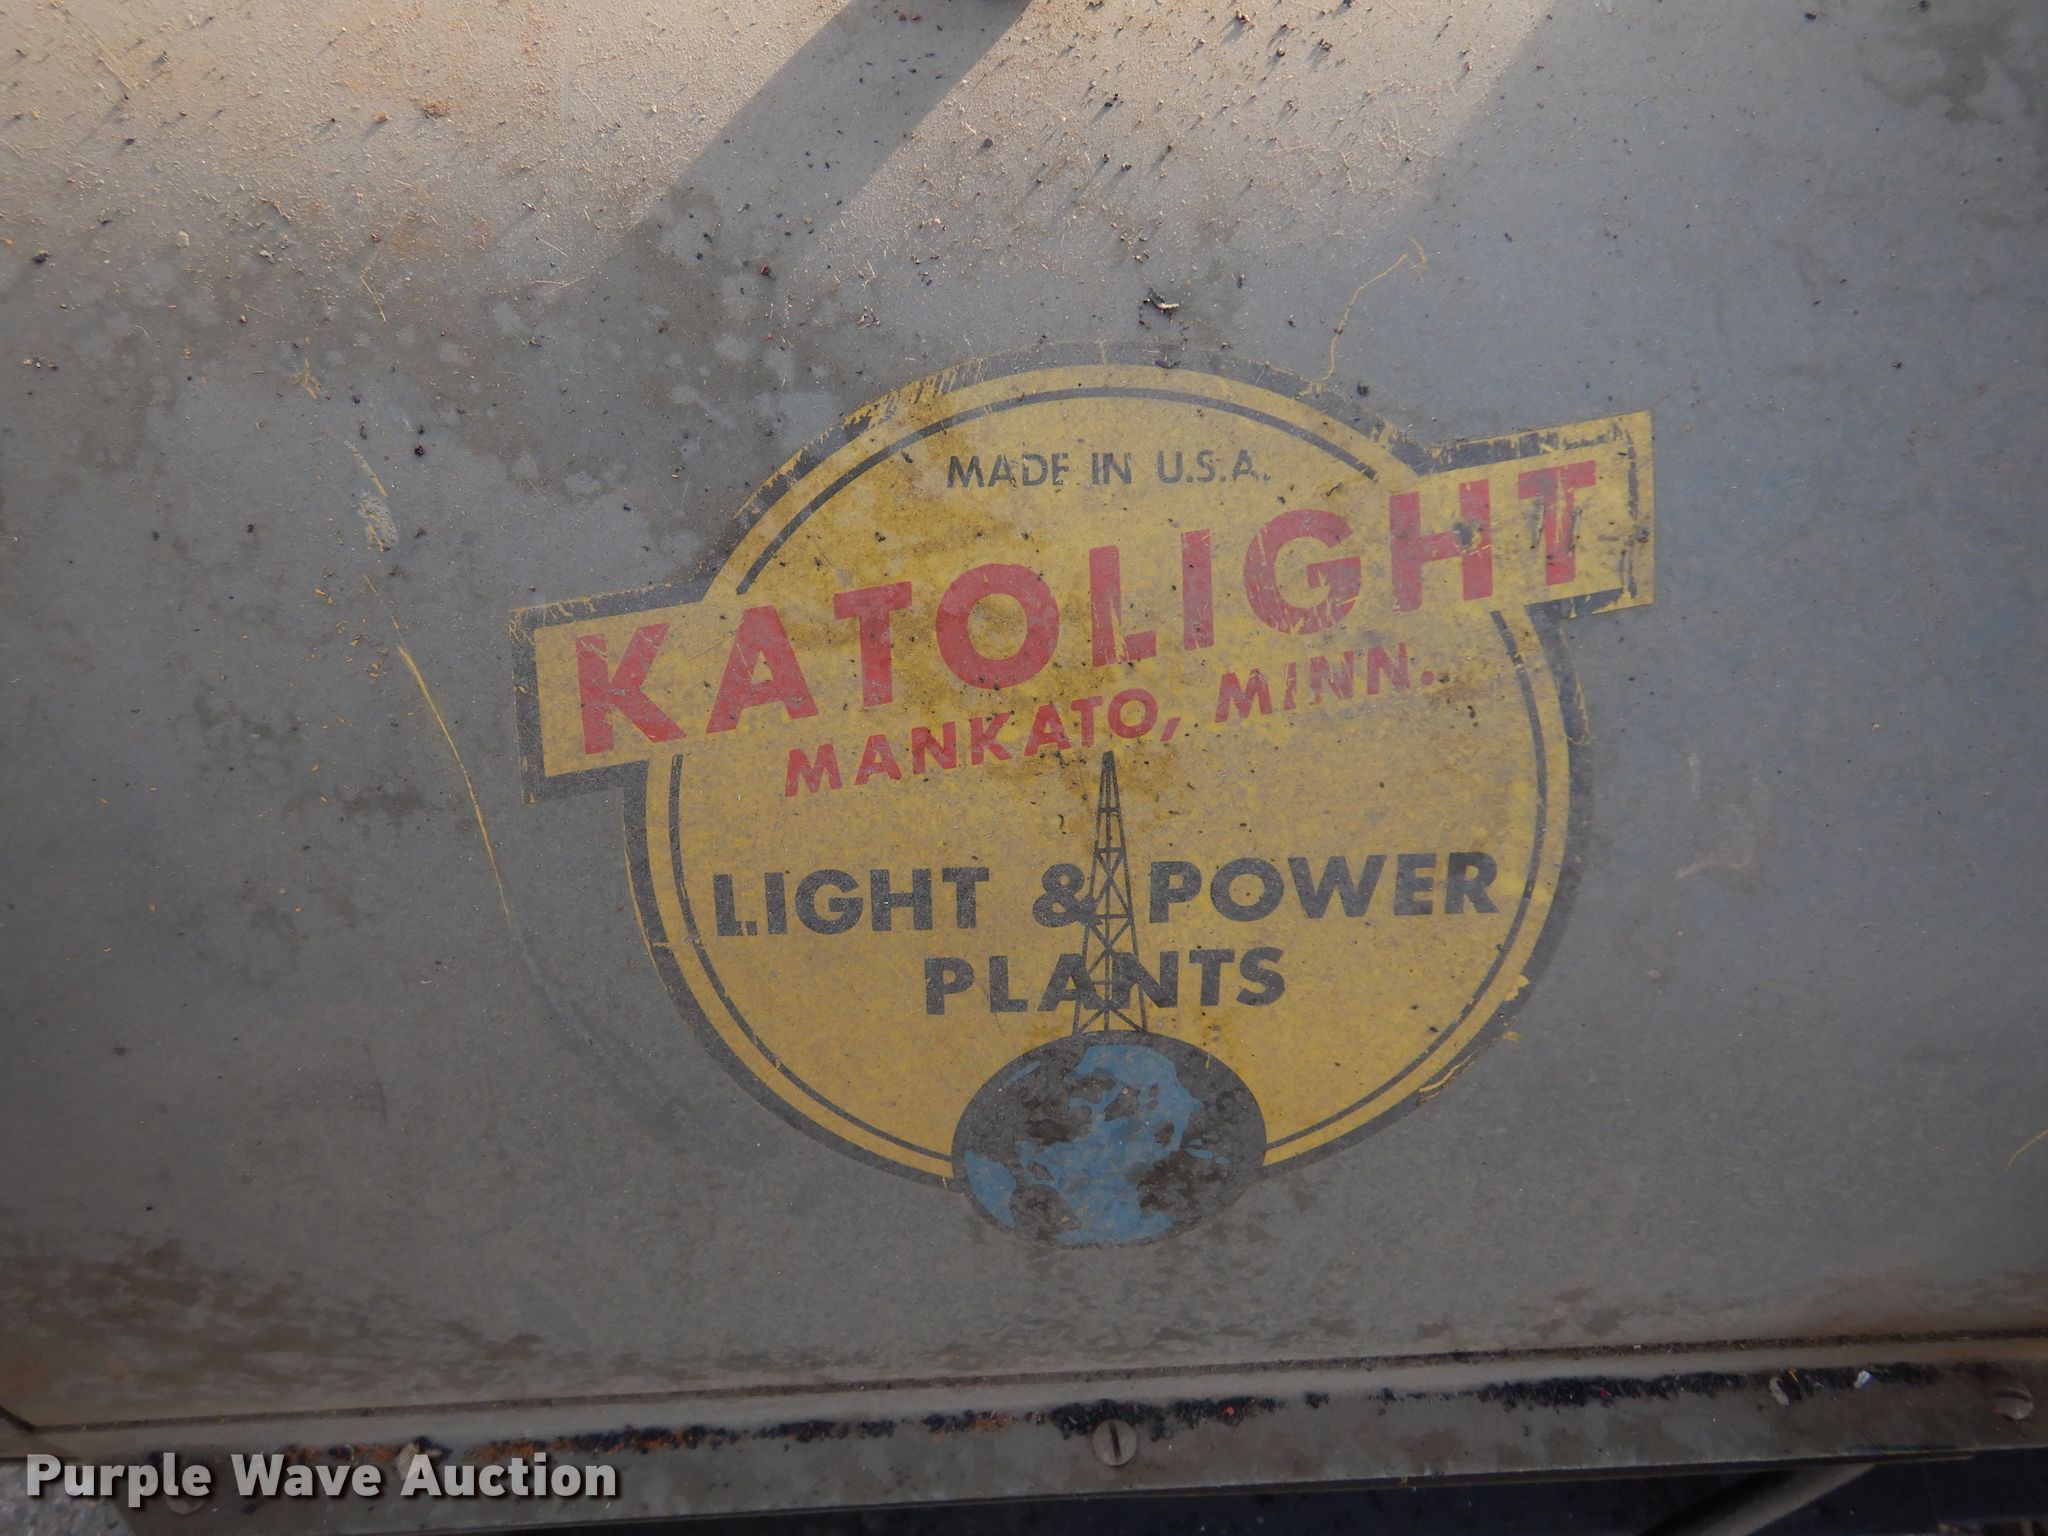 MADE IN U.S.A.
KATOLIGHT
MANKATO, MINN.
LIGHT & POWER
PLANTS
Purple Wave Auction